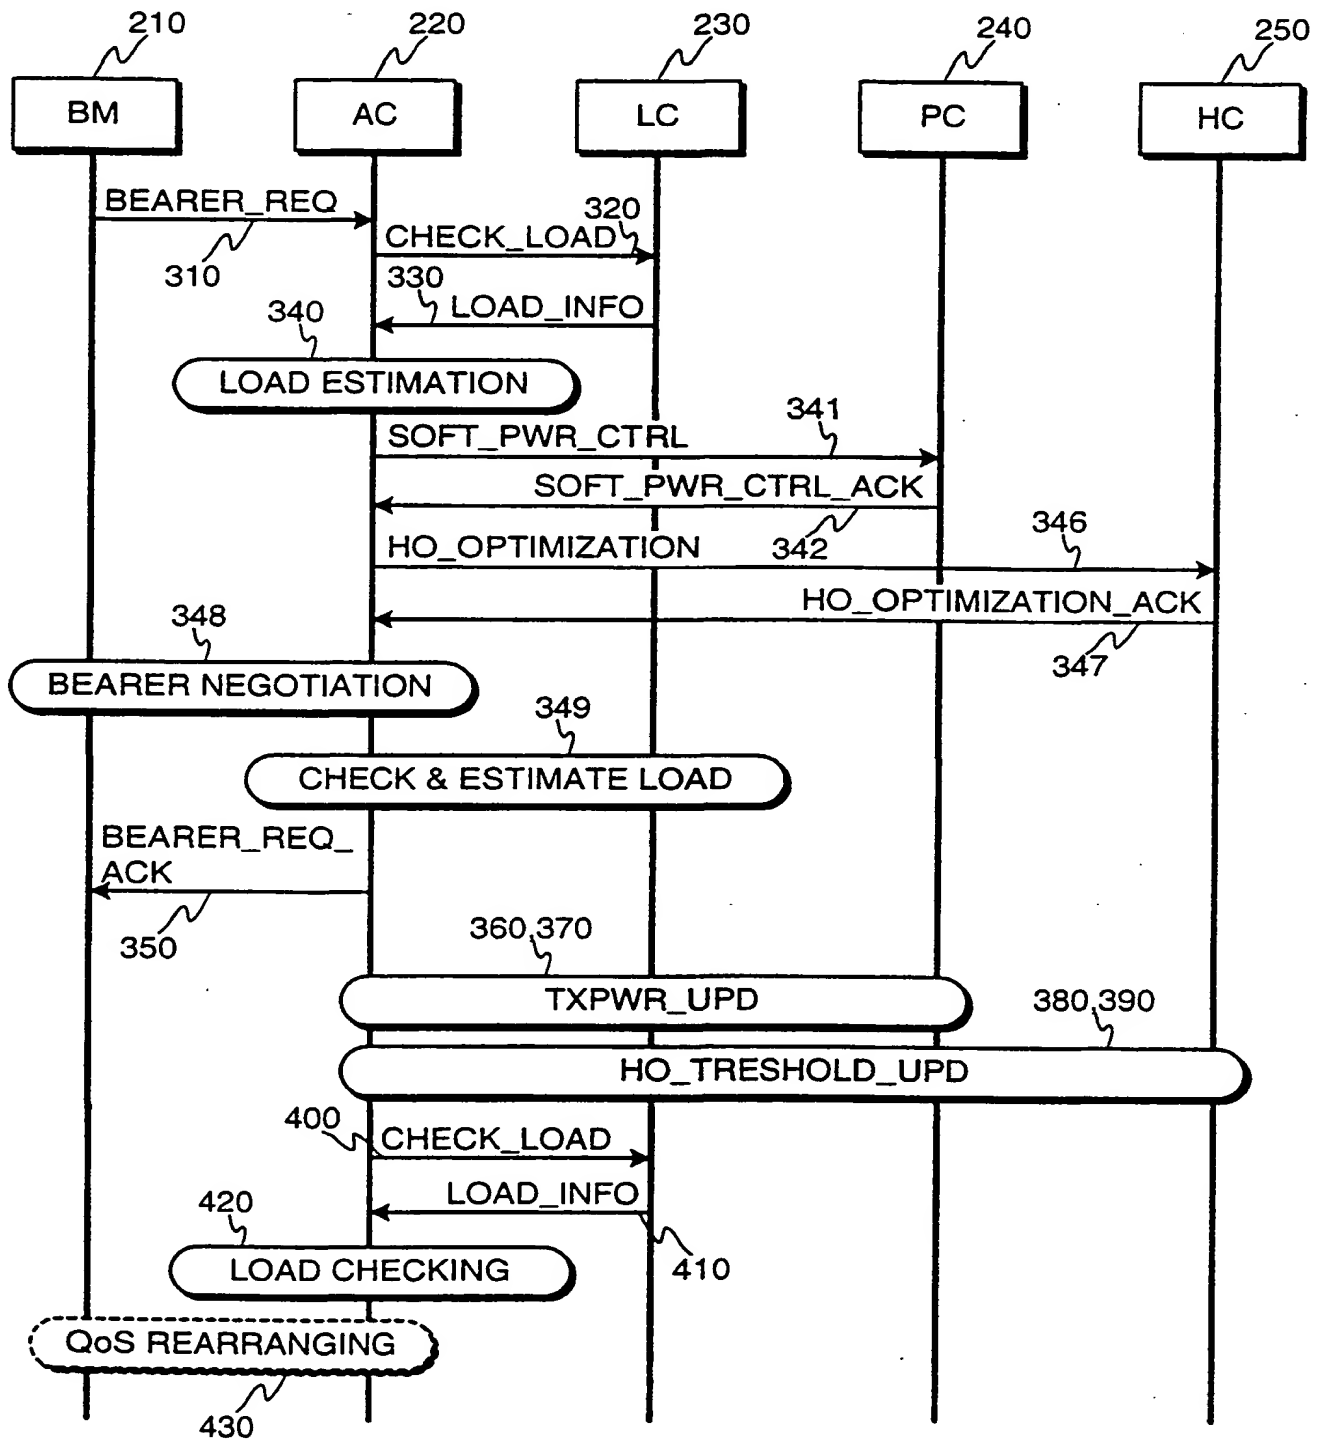 210
220
230
240
250
BM
AC
LC
PC
HC
BEARER_REQ
310
320
CHECK_LOAD
330
LOAD_INFO
340
LOAD ESTIMATION
341
SOFT_PWR_CTRL
SOFT_PWR_CTRL_ACK
342
346
HO_OPTIMIZATION
HO_OPTIMIZATION_ACK
347
348
BEARER NEGOTIATION
349
CHECK & ESTIMATE LOAD
BEARER_REQ_
ACK
350
360,370
TXPWR_UPD
380,390
HO_TRESHOLD_UPD
400
CHECK_LOAD
LOAD_INFO
410
420
LOAD CHECKING
QoS REARRANGING
430